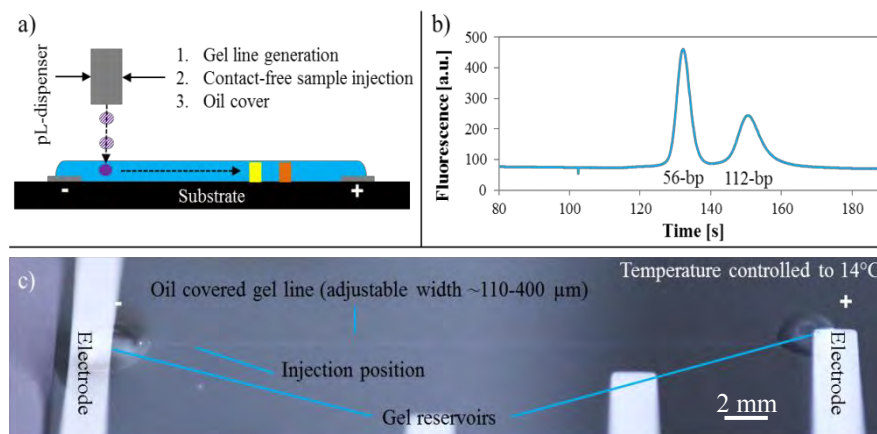 a)
pL-dispenser
1. Gel line generation
2. Contact-free sample injection
3. Oil cover
-
+
Substrate
b)
Fluorescence [a.u.]
500
400
300
200
100
0
56-bp
112-bp
80
100
120
140
160
180
Time [s]
c)
Temperature controlled to 14°C
Oil covered gel line (adjustable width ~110-400 µm)
-
+
Electrode
Injection position
Electrode
Gel reservoirs
2 mm